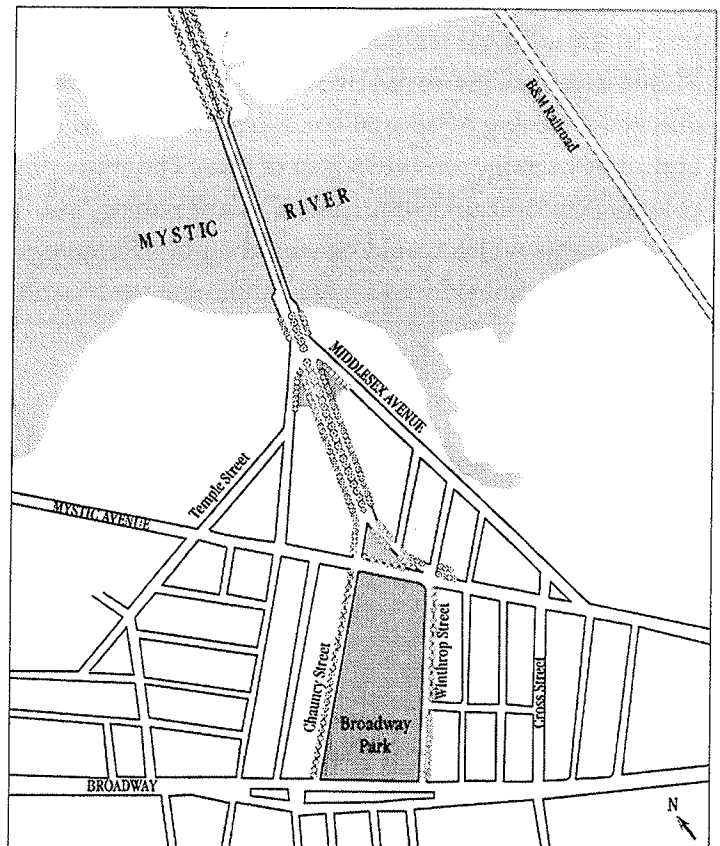 B&M Railroad
MYSTIC RIVER
MIDDLESEX AVENUE
Temple Street
MYSTIC AVENUE
Chauncy Street
Winthrop Street
Cross Street
Broadway
Park
BROADWAY
N